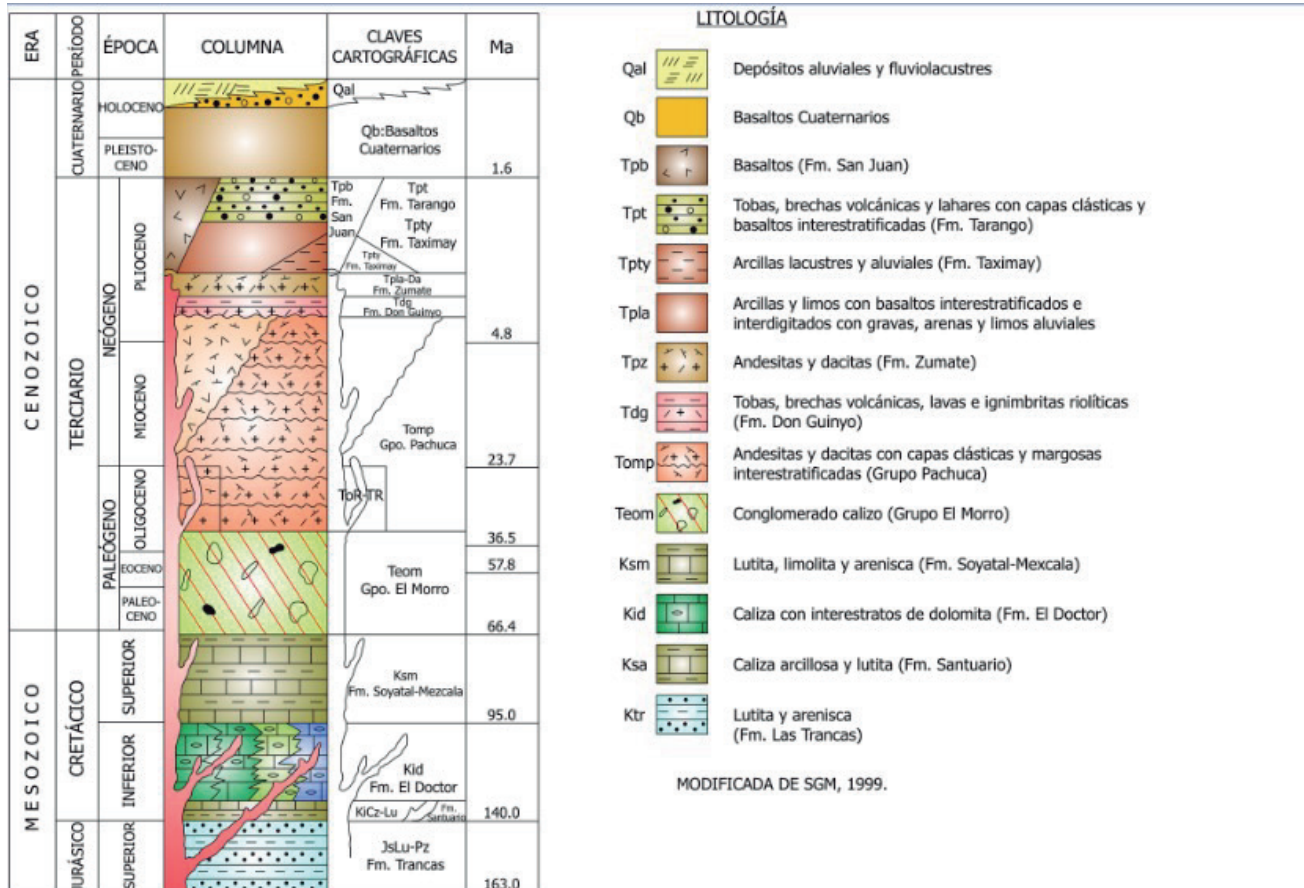 ERA
PERÍODO
ÉPOCA
COLUMNA
CLAVES
CARTOGRÁFICAS
Ma
CENOZOICO
CUATERNARIO
HOLOCENO
Qal
PLEISTO-
CENO
Qb:Basaltos
Cuaternarios
1.6
TERCIARIO
NEÓGENO
PLIOCENO
Tpb
Fm.
San
Juan
Tpt
Fm. Tarango
Tpty
Fm. Taximay
Tpty
Fm. Taximay
Tpla-Da
Fm. Zumate
Tdg
Fm. Don Guinyo
4.8
MIOCENO
Tomp
Gpo. Pachuca
23.7
PALEÓGENO
OLIGOCENO
ToR-TR
36.5
EOCENO
57.8
PALEO-
CENO
Teom
Gpo. El Morro
66.4
MESOZOICO
CRETÁCICO
SUPERIOR
Ksm
Fm. Soyatal-Mezcala
95.0
INFERIOR
Kid
Fm. El Doctor
KiCz-Lu
Fm.
Santuario
140.0
JURÁSICO
SUPERIOR
JsLu-Pz
Fm. Trancas
163.0
LITOLOGÍA
Qal Depósitos aluviales y fluviolacustres
Qb Basaltos Cuaternarios
Tpb Basaltos (Fm. San Juan)
Tpt Tobas, brechas volcánicas y lahares con capas clásticas y
basaltos interestratificadas (Fm. Tarango)
Tpty Arcillas lacustres y aluviales (Fm. Taximay)
Tpla Arcillas y limos con basaltos interestratificados e
interdigitados con gravas, arenas y limos aluviales
Tpz Andesitas y dacitas (Fm. Zumate)
Tdg Tobas, brechas volcánicas, lavas e ignimbritas riolíticas
(Fm. Don Guinyo)
Tomp Andesitas y dacitas con capas clásticas y margosas
interestratificadas (Grupo Pachuca)
Teom Conglomerado calizo (Grupo El Morro)
Ksm Lutita, limolita y arenisca (Fm. Soyatal-Mexcala)
Kid Caliza con interestratos de dolomita (Fm. El Doctor)
Ksa Caliza arcillosa y lutita (Fm. Santuario)
Ktr Lutita y arenisca
(Fm. Las Trancas)
MODIFICADA DE SGM, 1999.